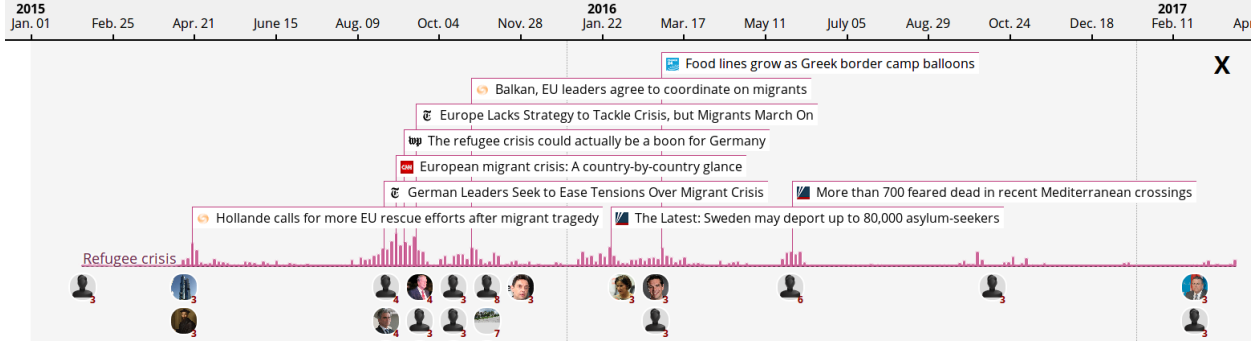 2015 2016 2017
Jan. 01 Feb. 25 Apr. 21 June 15 Aug. 09 Oct. 04 Nov. 28 Jan. 22 Mar. 17 May 11 July 05 Aug. 29 Oct. 24 Dec. 18 Feb. 11
X
Food lines grow as Greek border camp balloons
Balkan, EU leaders agree to coordinate on migrants
Europe Lacks Strategy to Tackle Crisis, but Migrants March On
wp The refugee crisis could actually be a boon for Germany
CNN European migrant crisis: A country-by-country glance
German Leaders Seek to Ease Tensions Over Migrant Crisis More than 700 feared dead in recent Mediterranean crossings
Hollande calls for more EU rescue efforts after migrant tragedy The Latest: Sweden may deport up to 80,000 asylum-seekers
Refugee crisis
3 3 4 4 3 8 3 3 3 6 3 3
3 4 3 3 7 3 3